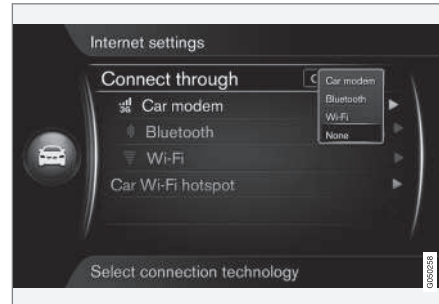 Internet settings
Connect through
Car modem
Bluetooth
Wi-Fi
None
3G Car modem
Bluetooth
Wi-Fi
Car Wi-Fi hotspot
Select connection technology
G050258